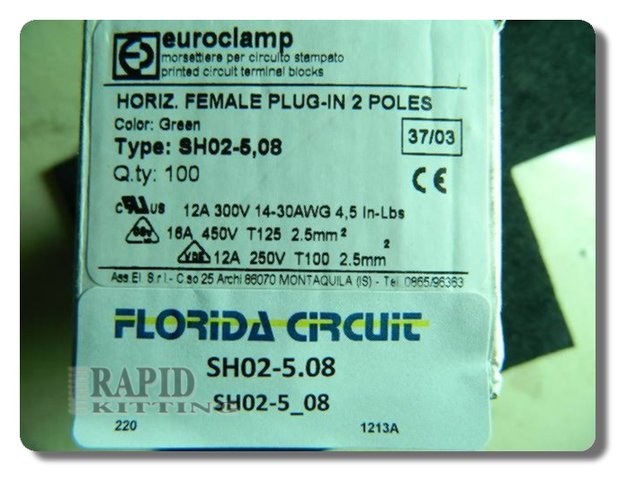 euroclamp
morsettiere per circuito stampato
printed circuit terminal blocks
HORIZ. FEMALE PLUG-IN 2 POLES
Color: Green
37/03
Type: SH02-5,08
Q.ty: 100
CE
c US 12A 300V 14-30AWG 4,5 In-Lbs
16A 450V T125 2.5mm²
VDE 12A 250V T100 2.5mm²
Ass.El. S.r.l - C.so 25 Archi 86070 MONTAQUILA (IS) - Tel. 0865/96363
FLORIDA CIRCUIT
SH02-5.08
RAPID
KITTING
SH02-5_08
220 1213A